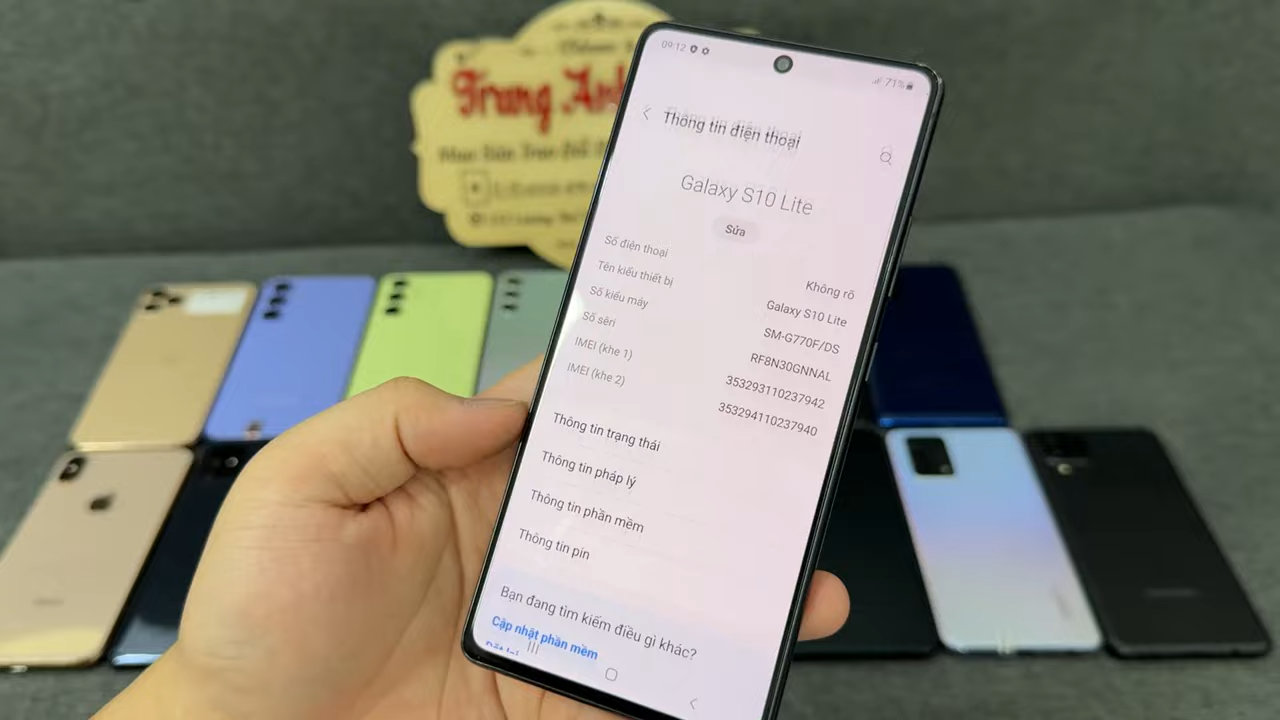 Trang Anh
09:12
71%
Thông tin điện thoại
Galaxy S10 Lite
Sửa
Số điện thoại Không rõ
Tên kiểu thiết bị Galaxy S10 Lite
Số kiểu máy SM-G770F/DS
Số sêri RF8N30GNNAL
IMEI (khe 1) 353293110237942
IMEI (khe 2) 353294110237940
Thông tin trạng thái
Thông tin pháp lý
Thông tin phần mềm
Thông tin pin
Bạn đang tìm kiếm điều gì khác?
Cập nhật phần mềm